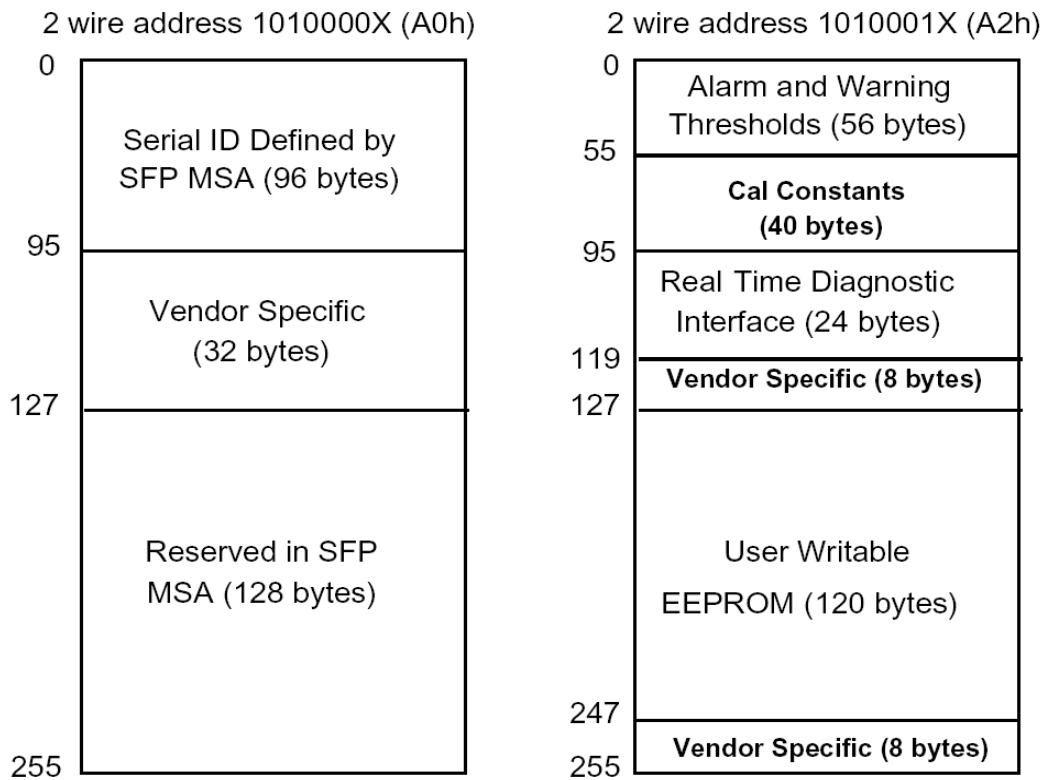 2 wire address 1010000X (A0h)
0
Serial ID Defined by
SFP MSA (96 bytes)
95
Vendor Specific
(32 bytes)
127
Reserved in SFP
MSA (128 bytes)
255
2 wire address 1010001X (A2h)
0
Alarm and Warning
Thresholds (56 bytes)
55
Cal Constants
(40 bytes)
95
Real Time Diagnostic
Interface (24 bytes)
119
Vendor Specific (8 bytes)
127
User Writable
EEPROM (120 bytes)
247
Vendor Specific (8 bytes)
255